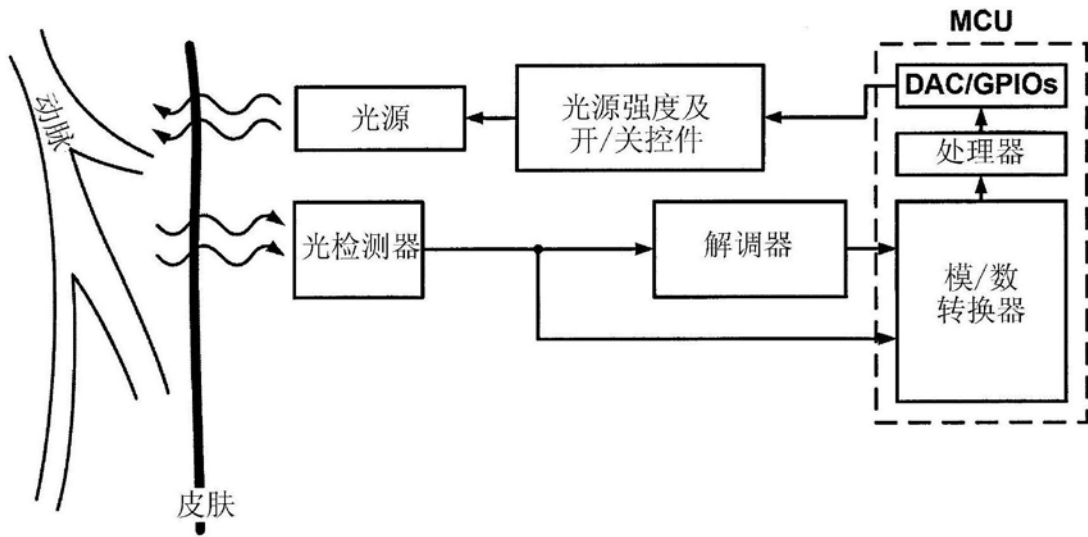 MCU
动脉
光源
光源强度及
开/关控件
DAC/GPIOs
处理器
光检测器
解调器
模/数
转换器
皮肤